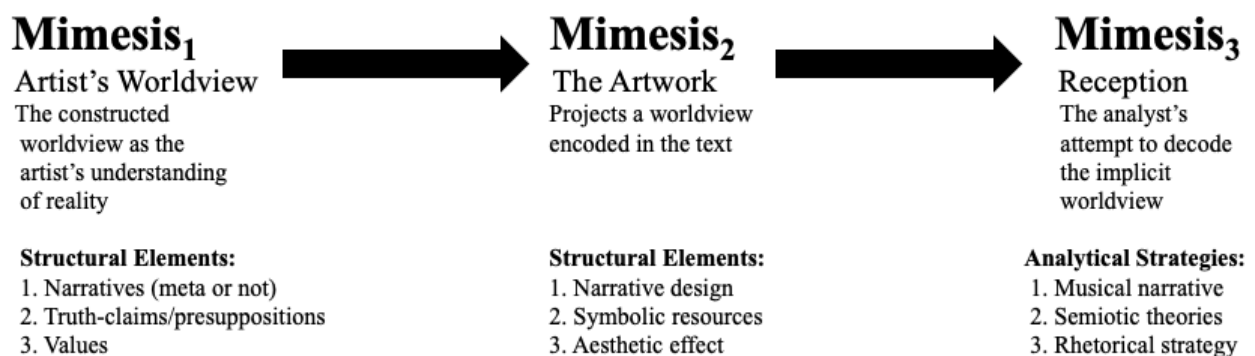 Mimesis₁
Artist's Worldview
The constructed
worldview as the
artist's understanding
of reality
Structural Elements:
1. Narratives (meta or not)
2. Truth-claims/presuppositions
3. Values
Mimesis₂
The Artwork
Projects a worldview
encoded in the text
Structural Elements:
1. Narrative design
2. Symbolic resources
3. Aesthetic effect
Mimesis₃
Reception
The analyst's
attempt to decode
the implicit
worldview
Analytical Strategies:
1. Musical narrative
2. Semiotic theories
3. Rhetorical strategy